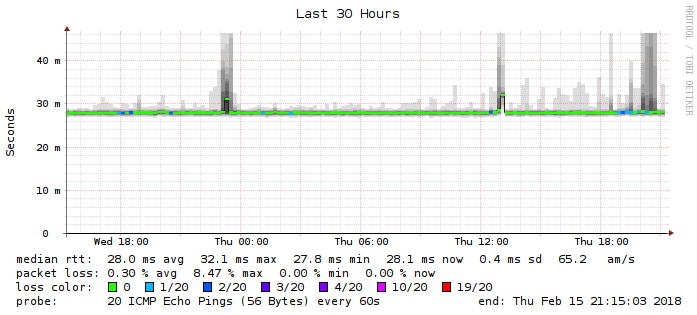 Last 30 Hours
RRDTOOL / TOBI OETIKER
Seconds
40 m
30 m
20 m
10 m
0
Wed 18:00 Thu 00:00 Thu 06:00 Thu 12:00 Thu 18:00
median rtt: 28.0 ms avg 32.1 ms max 27.8 ms min 28.1 ms now 0.4 ms sd 65.2 am/s
packet loss: 0.30 % avg 8.47 % max 0.00 % min 0.00 % now
loss color: 0 1/20 2/20 3/20 4/20 10/20 19/20
probe: 20 ICMP Echo Pings (56 Bytes) every 60s end: Thu Feb 15 21:15:03 2018